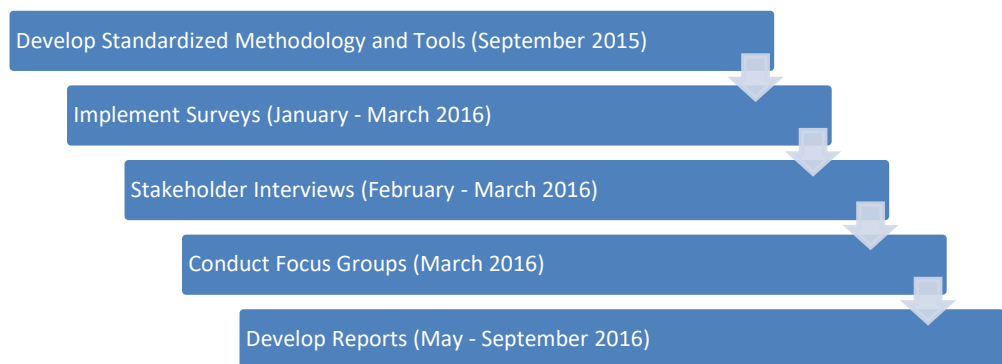 Develop Standardized Methodology and Tools (September 2015)
Implement Surveys (January - March 2016)
Stakeholder Interviews (February - March 2016)
Conduct Focus Groups (March 2016)
Develop Reports (May - September 2016)